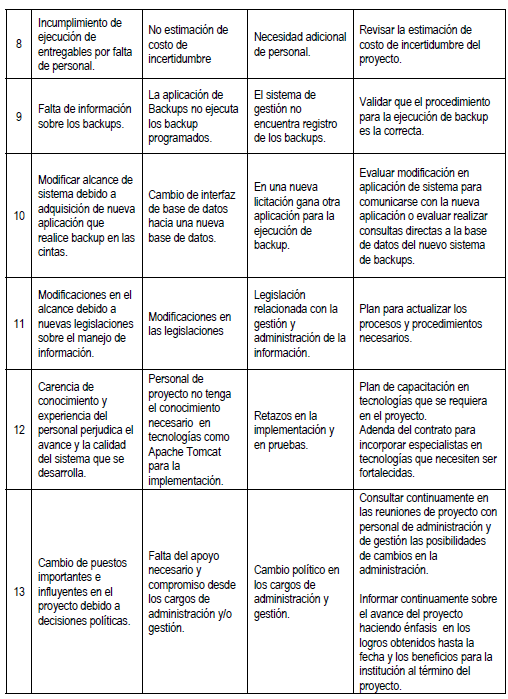 8
Incumplimiento de
ejecución de
entregables por falta
de personal.
No estimación de
costo de
incertidumbre
Necesidad adicional
de personal.
Revisar la estimación de
costo de incertidumbre del
proyecto.
9
Falta de información
sobre los backups.
La aplicación de
Backups no ejecuta
los backup
programados.
El sistema de
gestión no
encuentra registro
de los backups.
Validar que el procedimiento
para la ejecución de backup
es la correcta.
10
Modificar alcance de
sistema debido a
adquisición de nueva
aplicación que
realice backup en las
cintas.
Cambio de interfaz
de base de datos
hacia una nueva
base de datos.
En una nueva
licitación gana otra
aplicación para la
ejecución de
backup.
Evaluar modificación en
aplicación de sistema para
comunicarse con la nueva
aplicación o evaluar realizar
consultas directas a la base
de datos del nuevo sistema
de backups.
11
Modificaciones en el
alcance debido a
nuevas legislaciones
sobre el manejo de
información.
Modificaciones en
las legislaciones
Legislación
relacionada con la
gestión y
administración de la
información.
Plan para actualizar los
procesos y procedimientos
necesarios.
12
Carencia de
conocimiento y
experiencia del
personal perjudica el
avance y la calidad
del sistema que se
desarrolla.
Personal de
proyecto no tenga
el conocimiento
necesario en
tecnologías como
Apache Tomcat
para la
implementación.
Retazos en la
implementación y
en pruebas.
Plan de capacitación en
tecnologías que se requiera
en el proyecto.
Adenda del contrato para
incorporar especialistas en
tecnologías que necesiten ser
fortalecidas.
13
Cambio de puestos
importantes e
influyentes en el
proyecto debido a
decisiones políticas.
Falta del apoyo
necesario y
compromiso desde
los cargos de
administración y/o
gestión.
Cambio político en
los cargos de
administración y
gestión.
Consultar continuamente en
las reuniones de proyecto con
personal de administración y
de gestión las posibilidades
de cambios en la
administración.
Informar continuamente sobre
el avance del proyecto
haciendo énfasis en los
logros obtenidos hasta la
fecha y los beneficios para la
institución al término del
proyecto.